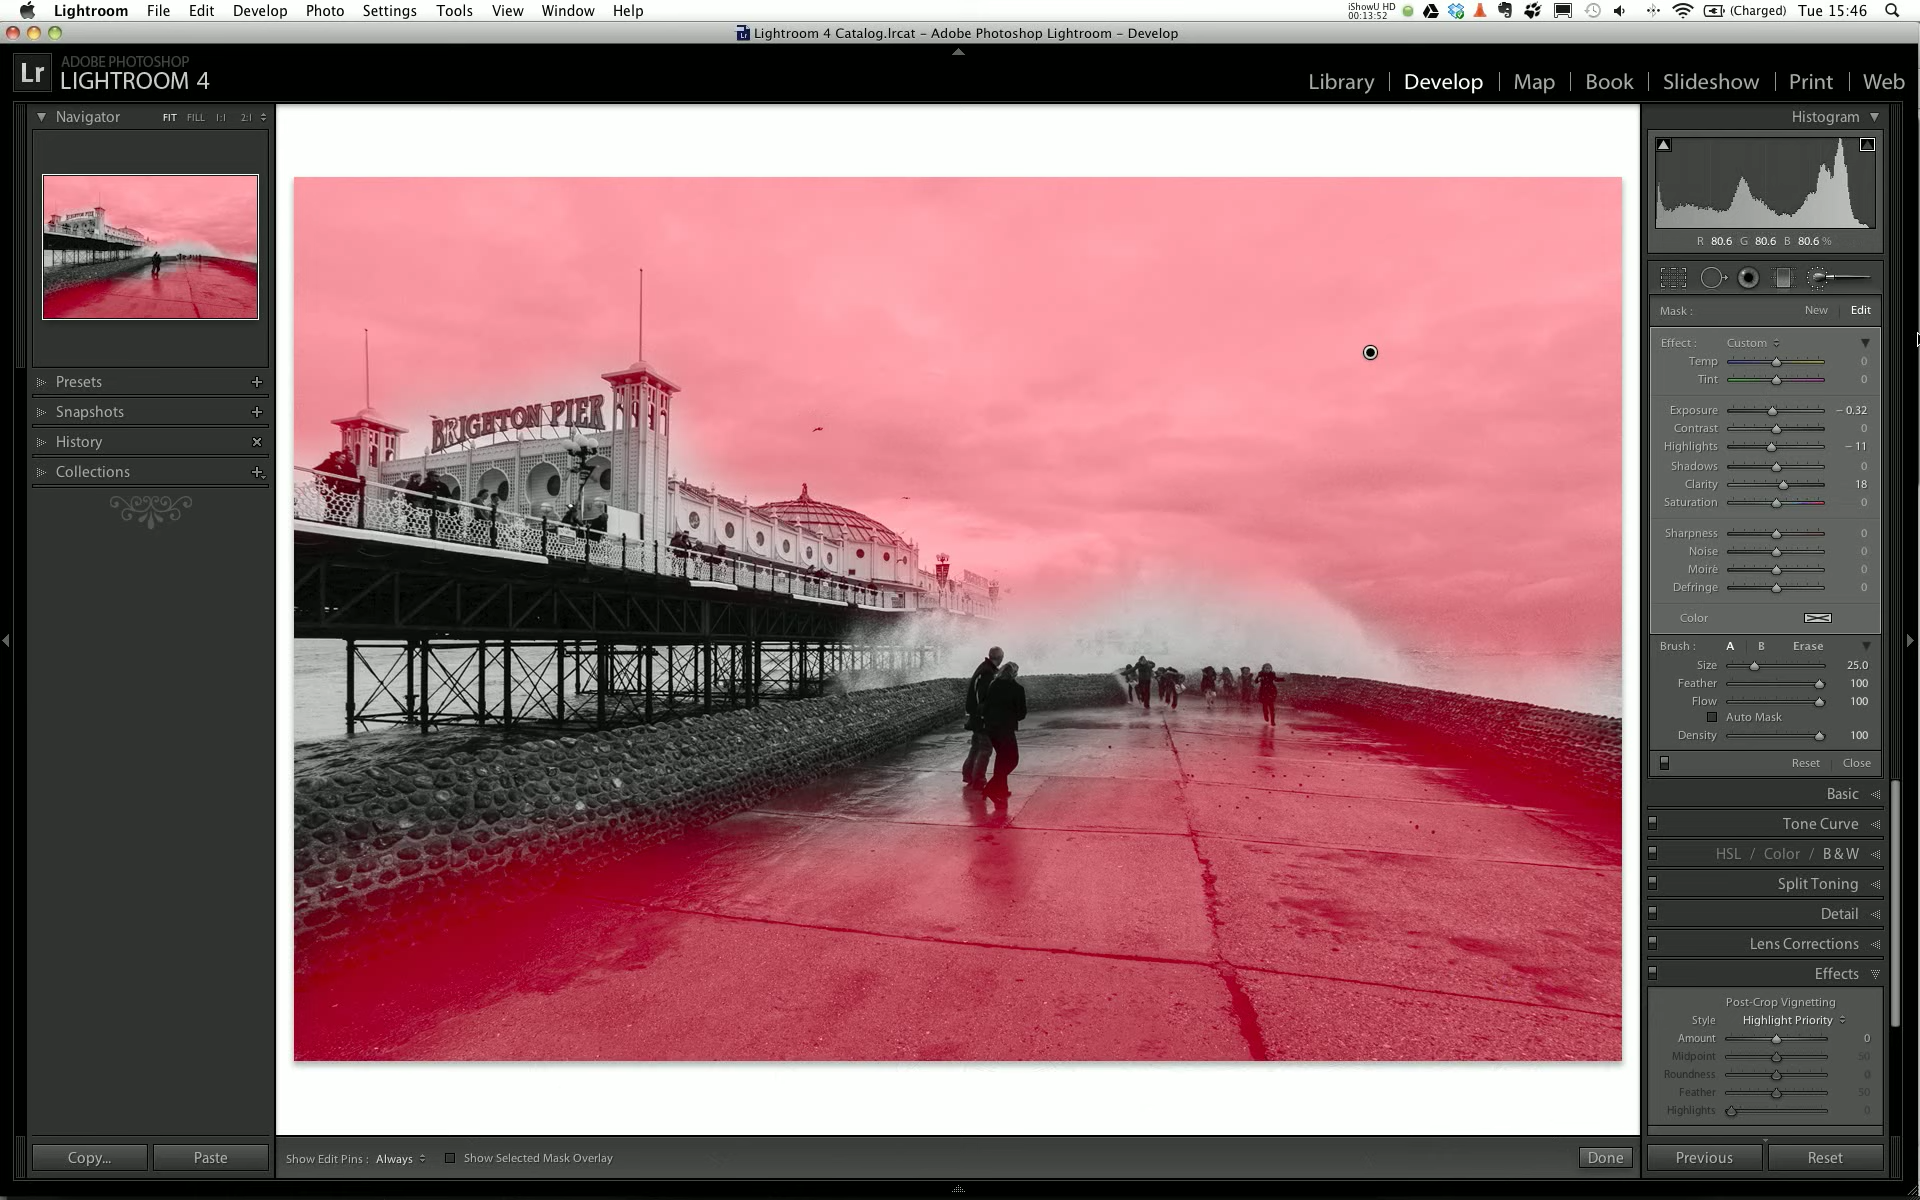 Lightroom File Edit Develop Photo Settings Tools View Window Help
iShowU HD
00:13:52
(Charged) Tue 15:46
Lightroom 4 Catalog.lrcat – Adobe Photoshop Lightroom – Develop
Lr
ADOBE PHOTOSHOP
LIGHTROOM 4
Library | Develop | Map | Book | Slideshow | Print | Web
Navigator FIT FILL 1:1 2:1
Presets
Snapshots
History
Collections
BRIGHTON PIER
Histogram
R 80.6 G 80.6 B 80.6 %
Mask : New Edit
Effect : Custom
Temp 0
Tint 0
Exposure – 0.32
Contrast 0
Highlights – 11
Shadows 0
Clarity 18
Saturation 0
Sharpness 0
Noise 0
Moirè 0
Defringe 0
Color
Brush : A B Erase
Size 25.0
Feather 100
Flow 100
Auto Mask
Density 100
Reset Close
Basic
Tone Curve
HSL / Color / B & W
Split Toning
Detail
Lens Corrections
Effects
Post-Crop Vignetting
Style Highlight Priority
Amount 0
Midpoint 50
Roundness 0
Feather 50
Highlights 0
Copy... Paste
Show Edit Pins : Always Show Selected Mask Overlay
Done
Previous Reset